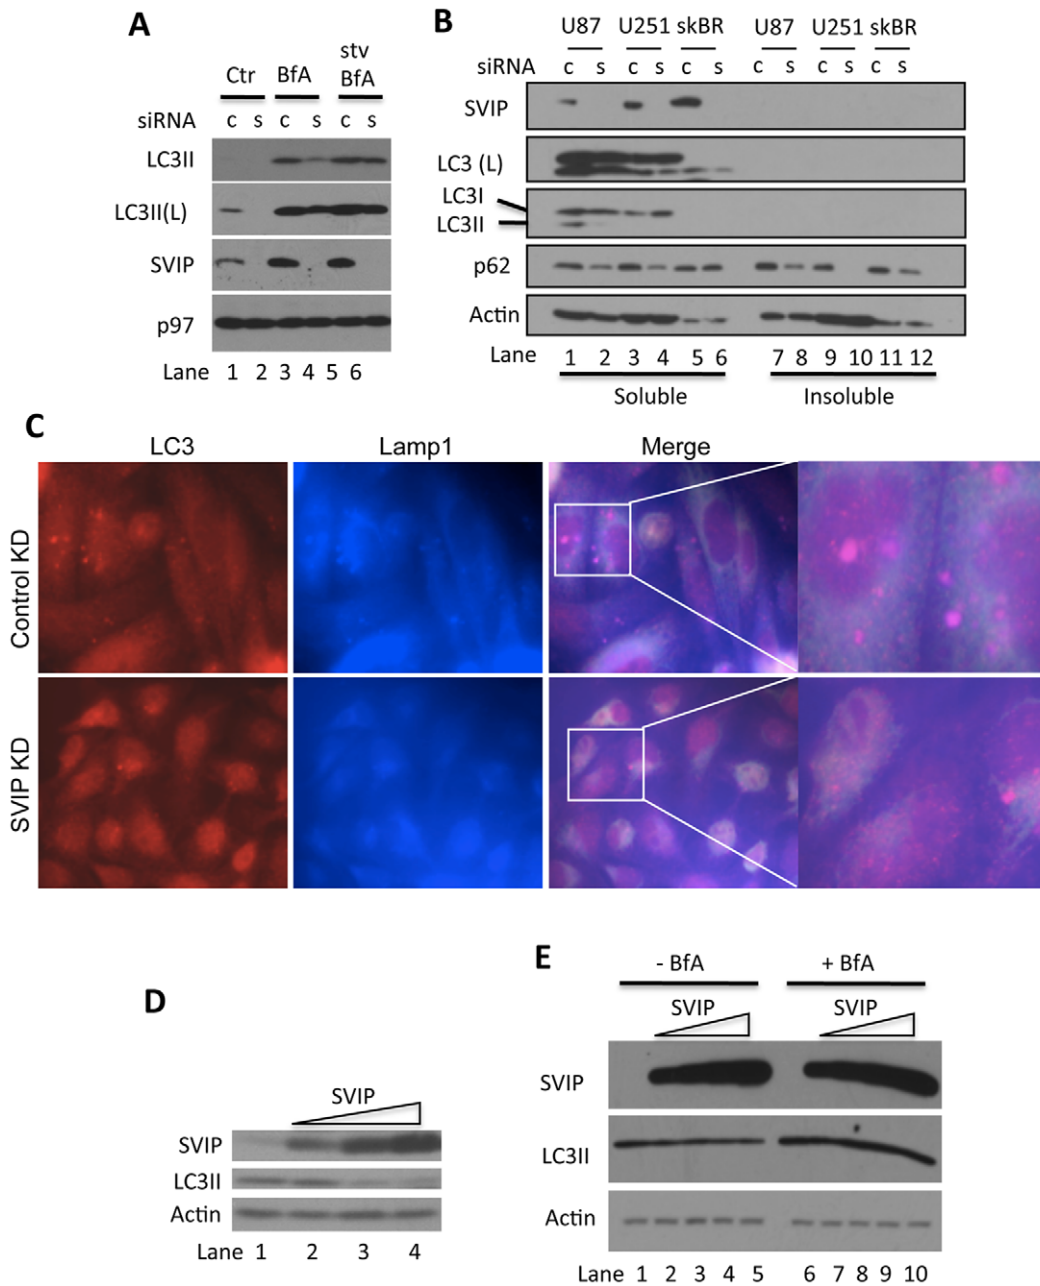 A
Ctr BfA stv BfA
siRNA c s c s c s
LC3II
LC3II(L)
SVIP
p97
Lane 1 2 3 4 5 6
B
U87 U251 skBR U87 U251 skBR
siRNA c s c s c s c s c s c s
SVIP
LC3 (L)
LC3I
LC3II
p62
Actin
Lane 1 2 3 4 5 6 7 8 9 10 11 12
Soluble Insoluble
C
LC3 Lamp1 Merge
Control KD
SVIP KD
D
SVIP
SVIP
LC3II
Actin
Lane 1 2 3 4
E
- BfA + BfA
SVIP SVIP
SVIP
LC3II
Actin
Lane 1 2 3 4 5 6 7 8 9 10